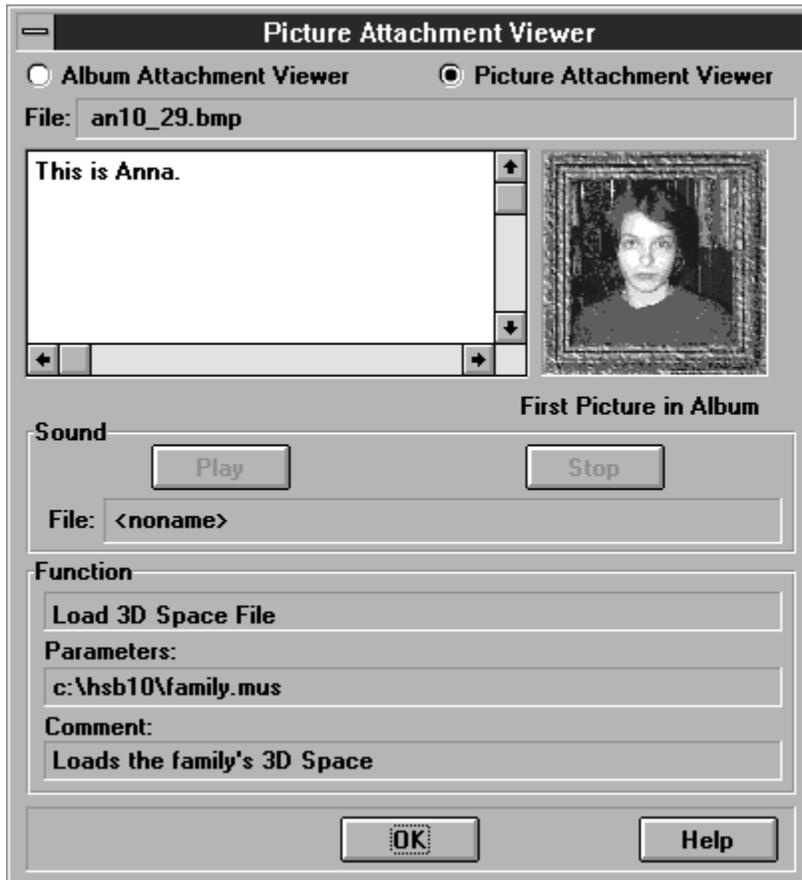 Picture Attachment Viewer
Album Attachment Viewer Picture Attachment Viewer
File: an10_29.bmp
This is Anna.
First Picture in Album
Sound
Play Stop
File: <noname>
Function
Load 3D Space File
Parameters:
c:\hsb10\family.mus
Comment:
Loads the family's 3D Space
OK Help